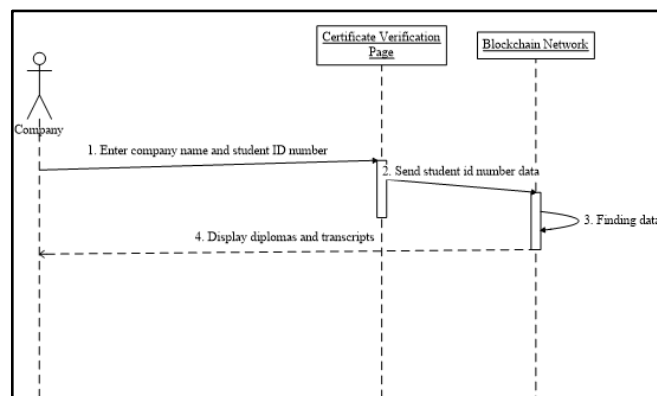 Certificate Verification
Page
Blockchain Network
Company
1. Enter company name and student ID number
2. Send student id number data
3. Finding data
4. Display diplomas and transcripts